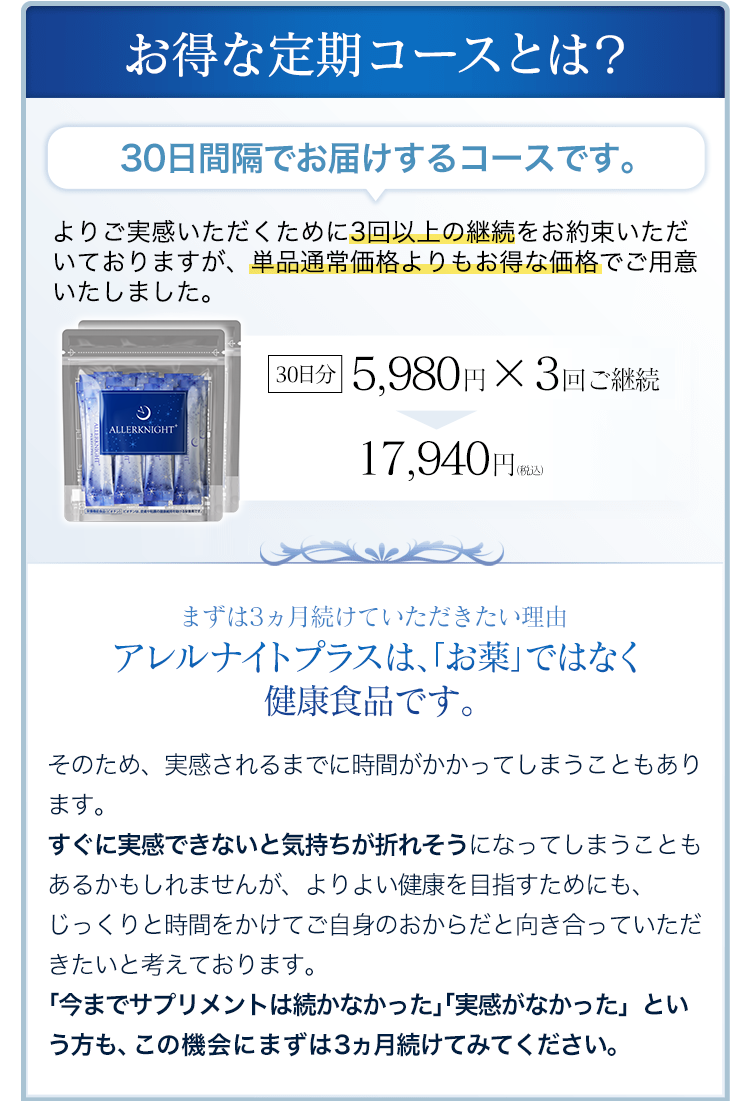 お得な定期コースとは？
30日間隔でお届けするコースです。
よりご実感いただくために3回以上の継続をお約束いただ
いておりますが、単品通常価格よりもお得な価格でご用意
いたしました。
30日分 5,980円×3回ご継続
17,940円(税込)
ALLERKNIGHT
まずは3ヵ月続けていただきたい理由
アレルナイトプラスは、「お薬」ではなく
健康食品です。
そのため、実感されるまでに時間がかかってしまうこともあり
ます。
すぐに実感できないと気持ちが折れそうになってしまうことも
あるかもしれませんが、よりよい健康を目指すためにも、
じっくりと時間をかけてご自身のおからだと向き合っていただ
きたいと考えております。
「今までサプリメントは続かなかった」「実感がなかった」とい
う方も、この機会にまずは3ヵ月続けてみてください。